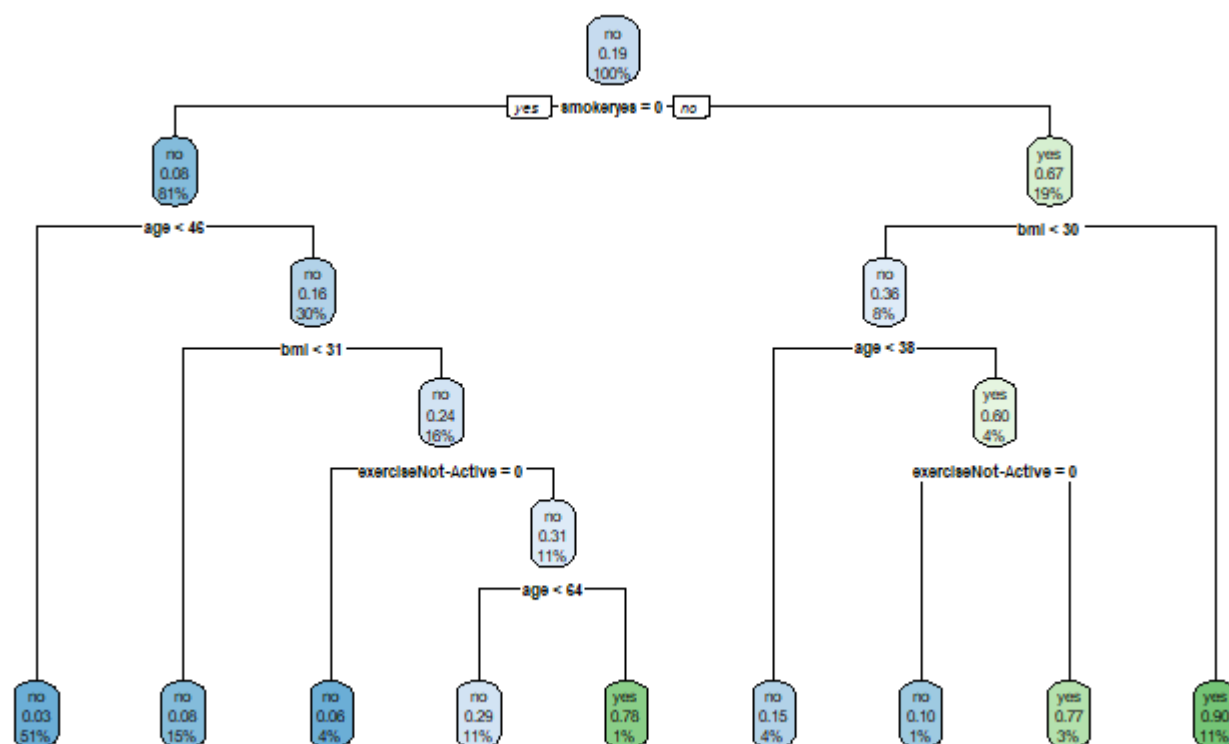 no
0.19
100%
yes smokeryes = 0 no
no
0.08
81%
yes
0.67
19%
age < 46
bmi < 30
no
0.16
30%
no
0.36
8%
bmi < 31
age < 38
no
0.24
16%
yes
0.60
4%
exerciseNot-Active = 0
exerciseNot-Active = 0
no
0.31
11%
age < 64
no
0.03
51%
no
0.08
15%
no
0.06
4%
no
0.29
11%
yes
0.78
1%
no
0.15
4%
no
0.10
1%
yes
0.77
3%
yes
0.90
11%